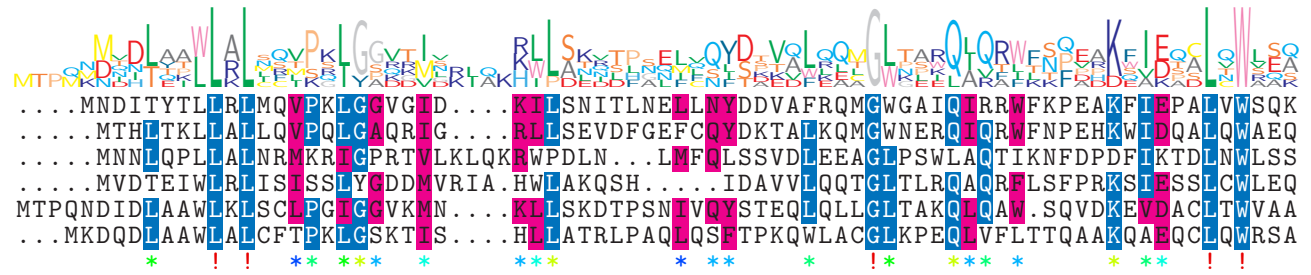 ....MNDITYTLLRLMQVPKLGGVGID....KILSNITLNELLNYDDVAFRQMGWGAIQIRRWFKPEAKFIEPALVWSQK
.....MTHLTKLLALLQVPQLGAQRIG....RLLSEVDFGEFCQYDKTALKQMGWNERQIQRWFNPEHKWIDQALQWAEQ
.....MNNLQPLLALNRMKRIGPRTVLKLQKRWPDLN...LMFQLSSVDLEEAGLPSWLAQTIKNFDPDFIKTDLNWLSS
.....MVDTEIWLRLISISSLYGDDMVRIA.HWLAKQSH.....IDAVVLQQTGLTLRQAQRFLSFPRKSIESSLCWLEQ
MTPQNDIDLAAWLKLSCLPGIGGVKMN....KLLSKDTPSNIVQYSTEQLQLLGLTAKQLQAW.SQVDKEVDACLTWVAA
...MKDQDLAAWLALCFTPKLGSKTIS....HLLATRLPAQLQSFTPKQWLACGLKPEQLVFLTTQAAKQAEQCLQWRSA
* ! ! ** *** * *** * ** * !* *** * * ** ! !